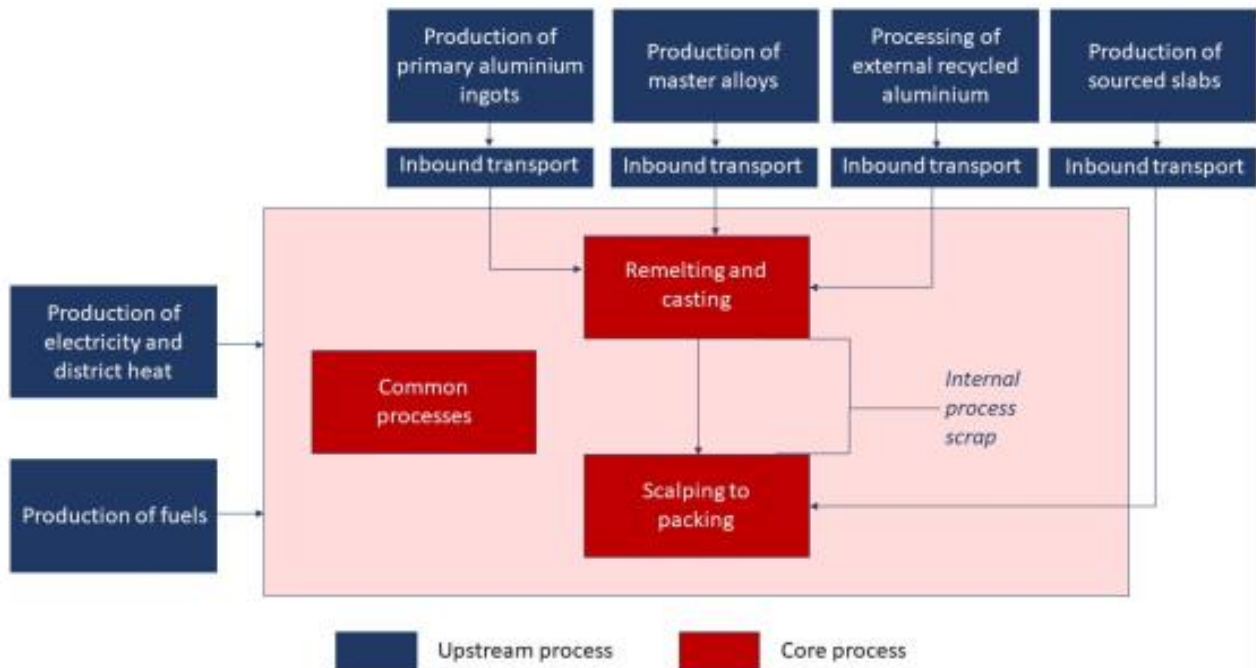 Production of
primary aluminium
ingots
Production of
master alloys
Processing of
external recycled
aluminium
Production of
sourced slabs
Inbound transport
Inbound transport
Inbound transport
Inbound transport
Remelting and
casting
Production of
electricity and
district heat
Common
processes
Internal
process
scrap
Scalping to
packing
Production of fuels
Upstream process
Core process